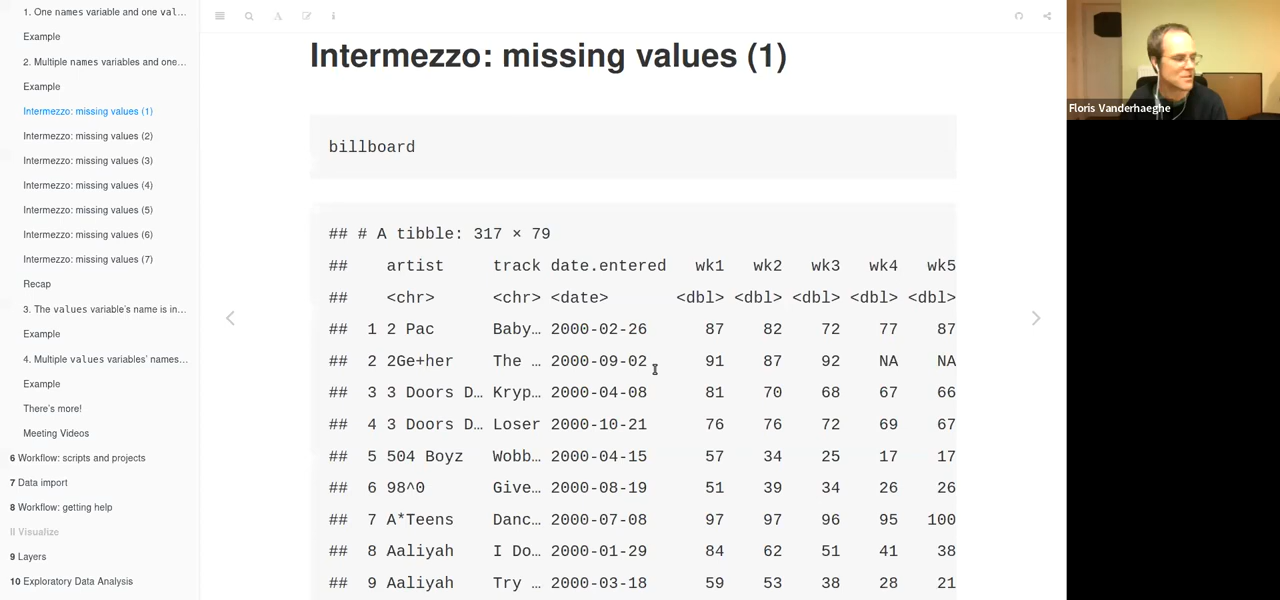 1. One names variable and one val...
Example
2. Multiple names variables and one...
Example
Intermezzo: missing values (1)
Intermezzo: missing values (2)
Intermezzo: missing values (3)
Intermezzo: missing values (4)
Intermezzo: missing values (5)
Intermezzo: missing values (6)
Intermezzo: missing values (7)
Recap
3. The values variable's name is in...
Example
4. Multiple values variables' names...
Example
There's more!
Meeting Videos
6 Workflow: scripts and projects
7 Data import
8 Workflow: getting help
II Visualize
9 Layers
10 Exploratory Data Analysis
Intermezzo: missing values (1)
billboard
## # A tibble: 317 × 79
## artist track date.entered wk1 wk2 wk3 wk4 wk5
## <chr> <chr> <date> <dbl> <dbl> <dbl> <dbl> <dbl>
## 1 2 Pac Baby… 2000-02-26 87 82 72 77 87
## 2 2Ge+her The … 2000-09-02 91 87 92 NA NA
## 3 3 Doors D… Kryp… 2000-04-08 81 70 68 67 66
## 4 3 Doors D… Loser 2000-10-21 76 76 72 69 67
## 5 504 Boyz Wobb… 2000-04-15 57 34 25 17 17
## 6 98^0 Give… 2000-08-19 51 39 34 26 26
## 7 A*Teens Danc… 2000-07-08 97 97 96 95 100
## 8 Aaliyah I Do… 2000-01-29 84 62 51 41 38
## 9 Aaliyah Try … 2000-03-18 59 53 38 28 21
Floris Vanderhaeghe